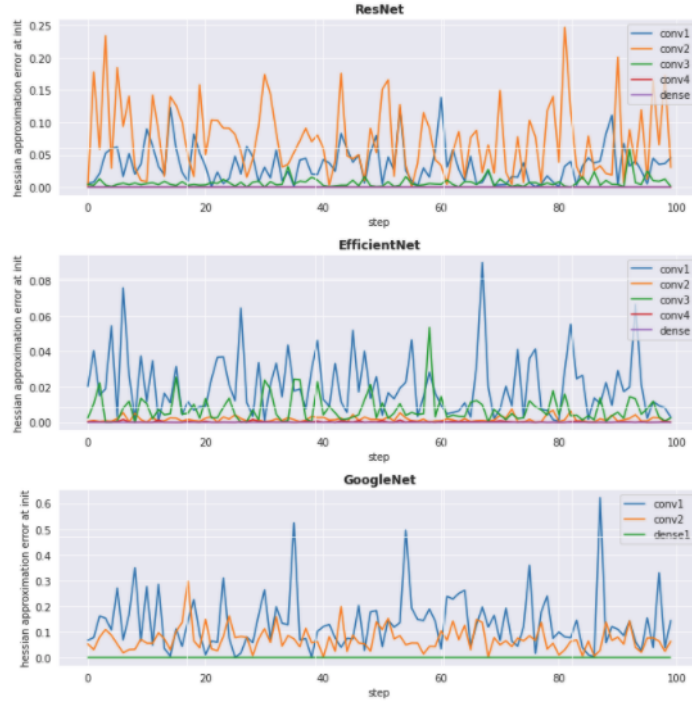 ResNet
hessian approximation error at init
0.25
0.20
0.15
0.10
0.05
0.00
conv1
conv2
conv3
conv4
dense
0 20 40 60 80 100
step
EfficientNet
hessian approximation error at init
0.08
0.06
0.04
0.02
0.00
conv1
conv2
conv3
conv4
dense
0 20 40 60 80 100
step
GoogleNet
hessian approximation error at init
0.6
0.5
0.4
0.3
0.2
0.1
0.0
conv1
conv2
dense1
0 20 40 60 80 100
step